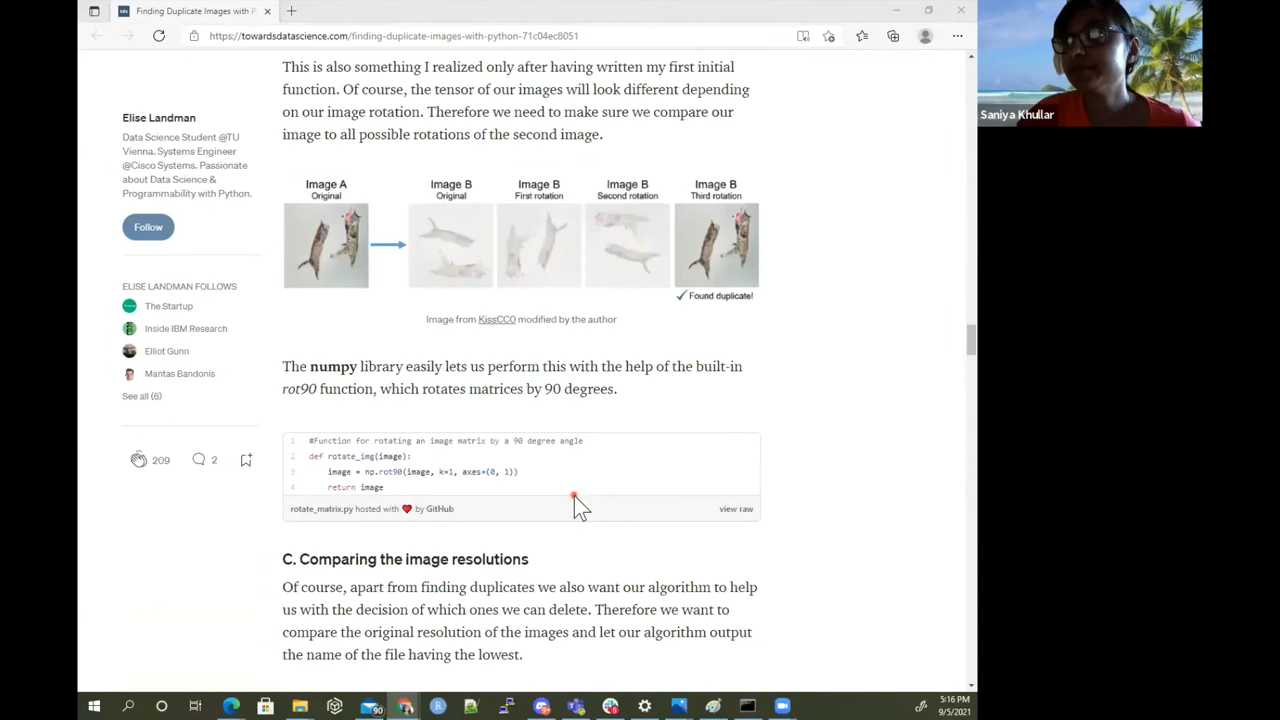 Finding Duplicate Images with P
https://towardsdatascience.com/finding-duplicate-images-with-python-71c04ec8051
Saniya Khullar
Elise Landman
Data Science Student @TU
Vienna. Systems Engineer
@Cisco Systems. Passionate
about Data Science &
Programmability with Python.
Follow
ELISE LANDMAN FOLLOWS
The Startup
Inside IBM Research
Elliot Gunn
Mantas Bandonis
See all (6)
209
2
This is also something I realized only after having written my first initial
function. Of course, the tensor of our images will look different depending
on our image rotation. Therefore we need to make sure we compare our
image to all possible rotations of the second image.
Image A
Original
Image B
Original
Image B
First rotation
Image B
Second rotation
Image B
Third rotation
Found duplicate!
Image from KissCC0 modified by the author
The numpy library easily lets us perform this with the help of the built-in
rot90 function, which rotates matrices by 90 degrees.
1 #Function for rotating an image matrix by a 90 degree angle
2 def rotate_img(image):
3 image = np.rot90(image, k=1, axes=(0, 1))
4 return image
rotate_matrix.py hosted with ❤ by GitHub
view raw
C. Comparing the image resolutions
Of course, apart from finding duplicates we also want our algorithm to help
us with the decision of which ones we can delete. Therefore we want to
compare the original resolution of the images and let our algorithm output
the name of the file having the lowest.
90
5:16 PM
9/5/2021